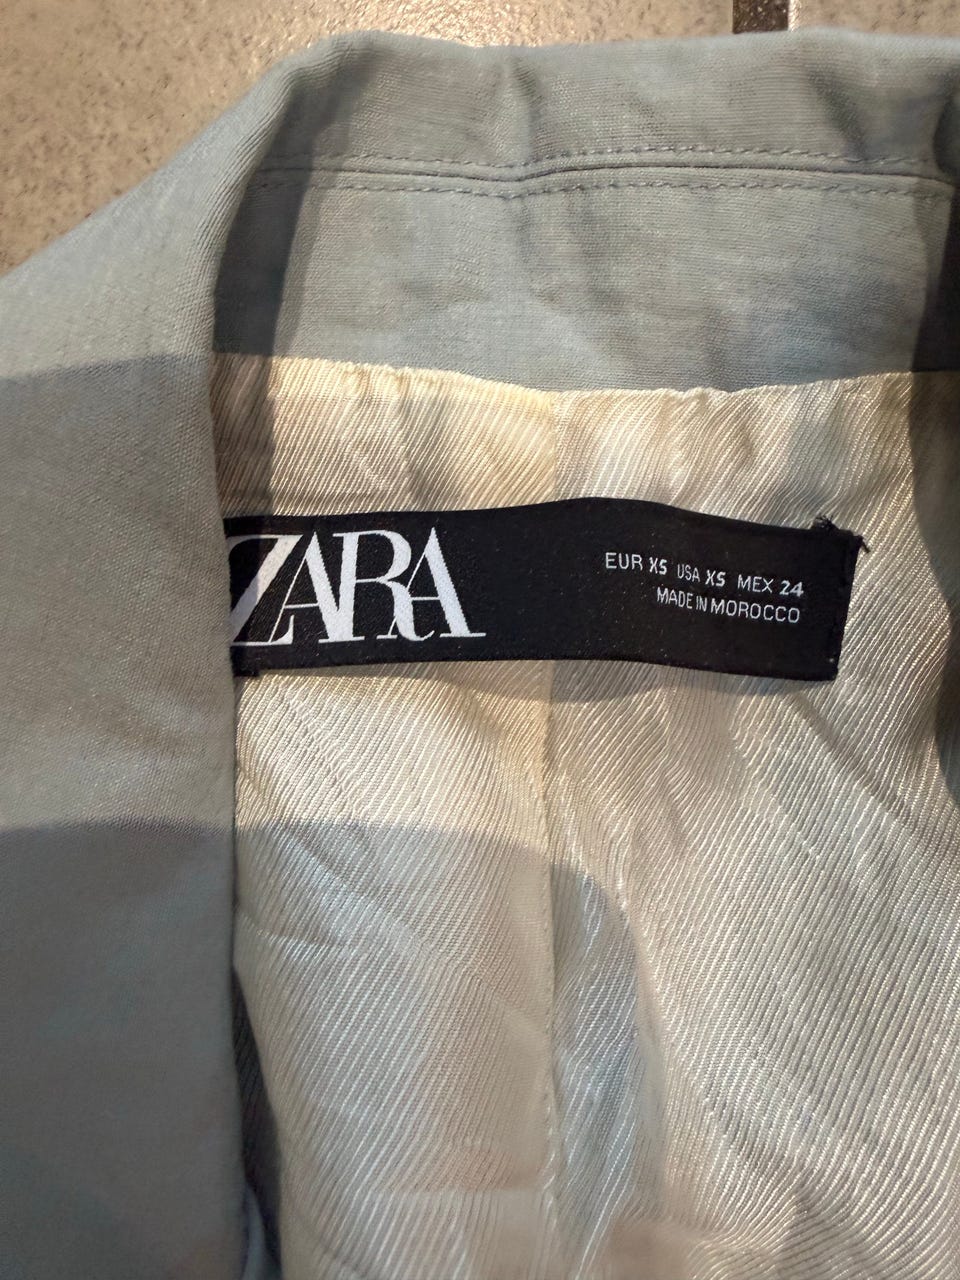 ZARA
EUR XS USA XS MEX 24
MADE IN MOROCCO